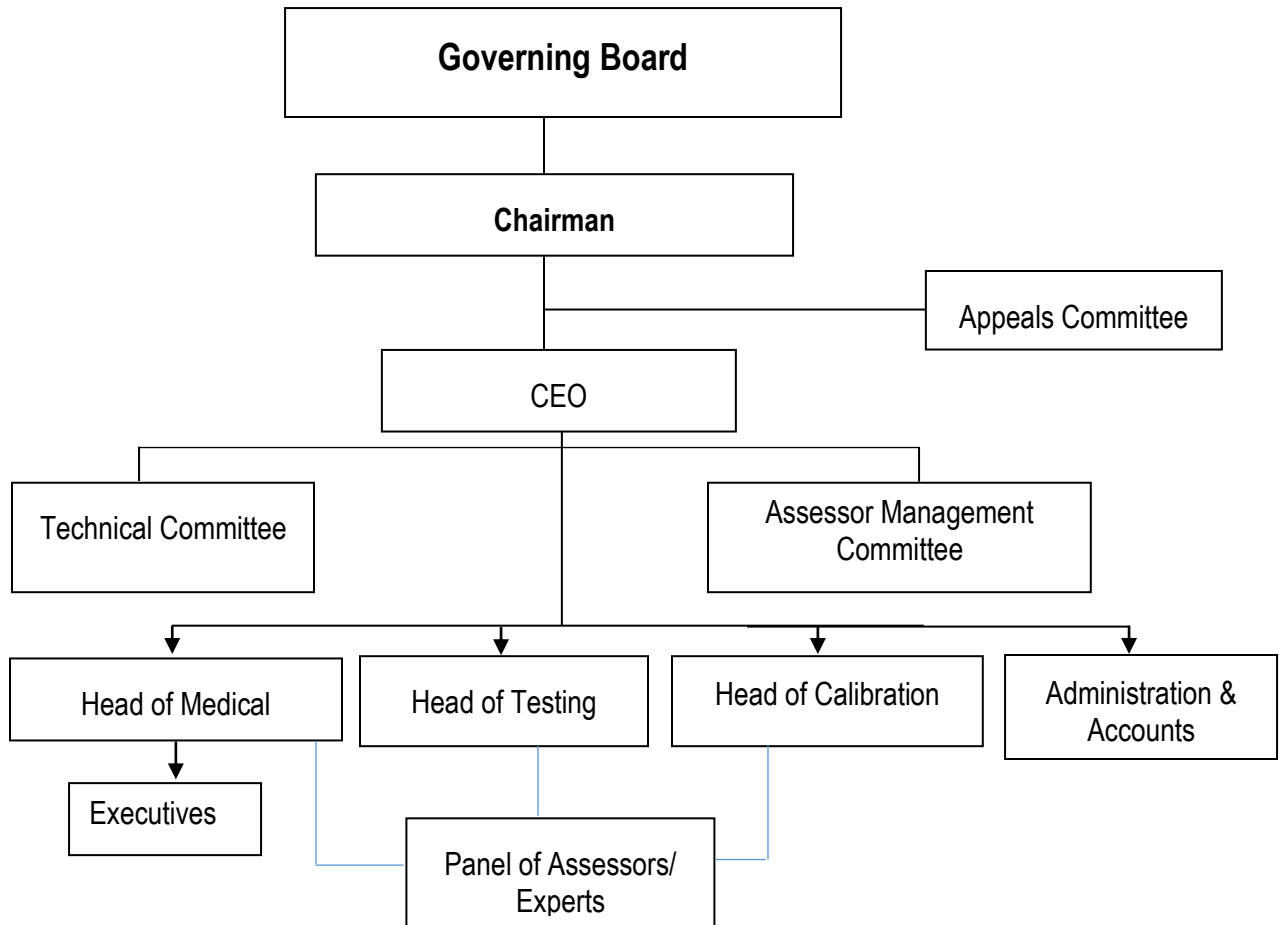 Governing Board
Chairman
Appeals Committee
CEO
Technical Committee
Assessor Management
Committee
Head of Medical
Head of Testing
Head of Calibration
Administration &
Accounts
Executives
Panel of Assessors/
Experts